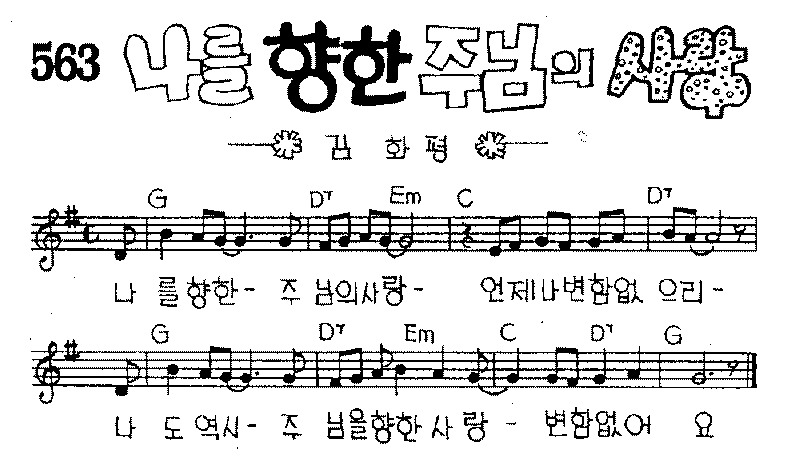 563 나를 향한 주님의 사랑
김 화 평
G D7 Em C D7
나 를 향한 - 주 님의사랑 - 언제나변함없 으리 -
G D7 Em C D7 G
나 도 역시 - 주 님을향한 사 랑 - 변함없어 요